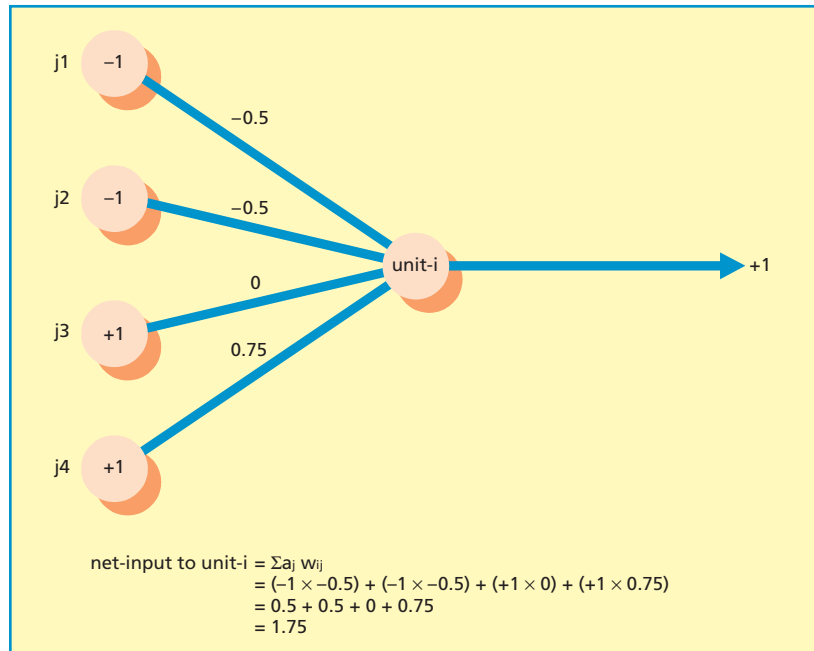 j1 –1
–0.5
j2 –1
–0.5
unit-i
+1
0
j3 +1
0.75
j4 +1
net-input to unit-i = Σaj wij
= (–1 × –0.5) + (–1 × –0.5) + (+1 × 0) + (+1 × 0.75)
= 0.5 + 0.5 + 0 + 0.75
= 1.75